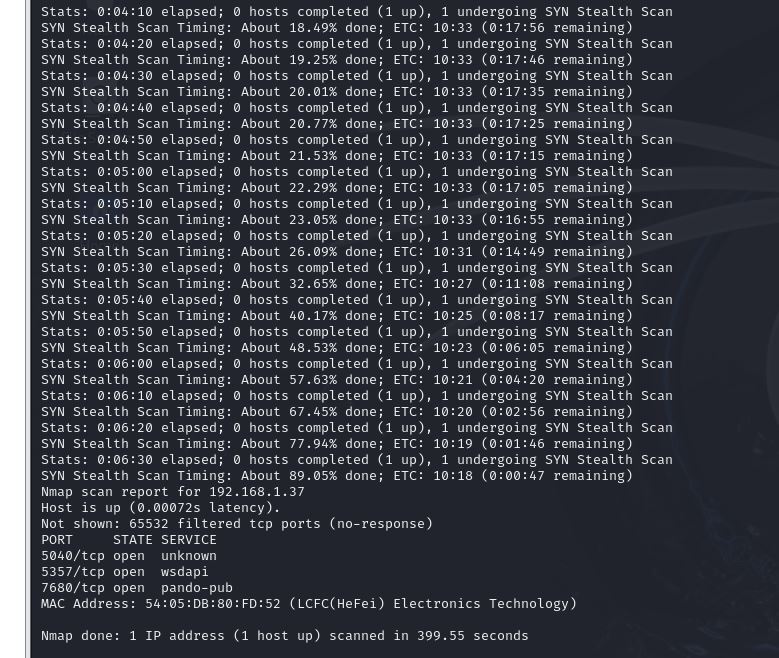 Stats: 0:04:10 elapsed; 0 hosts completed (1 up), 1 undergoing SYN Stealth Scan
SYN Stealth Scan Timing: About 18.49% done; ETC: 10:33 (0:17:56 remaining)
Stats: 0:04:20 elapsed; 0 hosts completed (1 up), 1 undergoing SYN Stealth Scan
SYN Stealth Scan Timing: About 19.25% done; ETC: 10:33 (0:17:46 remaining)
Stats: 0:04:30 elapsed; 0 hosts completed (1 up), 1 undergoing SYN Stealth Scan
SYN Stealth Scan Timing: About 20.01% done; ETC: 10:33 (0:17:35 remaining)
Stats: 0:04:40 elapsed; 0 hosts completed (1 up), 1 undergoing SYN Stealth Scan
SYN Stealth Scan Timing: About 20.77% done; ETC: 10:33 (0:17:25 remaining)
Stats: 0:04:50 elapsed; 0 hosts completed (1 up), 1 undergoing SYN Stealth Scan
SYN Stealth Scan Timing: About 21.53% done; ETC: 10:33 (0:17:15 remaining)
Stats: 0:05:00 elapsed; 0 hosts completed (1 up), 1 undergoing SYN Stealth Scan
SYN Stealth Scan Timing: About 22.29% done; ETC: 10:33 (0:17:05 remaining)
Stats: 0:05:10 elapsed; 0 hosts completed (1 up), 1 undergoing SYN Stealth Scan
SYN Stealth Scan Timing: About 23.05% done; ETC: 10:33 (0:16:55 remaining)
Stats: 0:05:20 elapsed; 0 hosts completed (1 up), 1 undergoing SYN Stealth Scan
SYN Stealth Scan Timing: About 26.09% done; ETC: 10:31 (0:14:49 remaining)
Stats: 0:05:30 elapsed; 0 hosts completed (1 up), 1 undergoing SYN Stealth Scan
SYN Stealth Scan Timing: About 32.65% done; ETC: 10:27 (0:11:08 remaining)
Stats: 0:05:40 elapsed; 0 hosts completed (1 up), 1 undergoing SYN Stealth Scan
SYN Stealth Scan Timing: About 40.17% done; ETC: 10:25 (0:08:17 remaining)
Stats: 0:05:50 elapsed; 0 hosts completed (1 up), 1 undergoing SYN Stealth Scan
SYN Stealth Scan Timing: About 48.53% done; ETC: 10:23 (0:06:05 remaining)
Stats: 0:06:00 elapsed; 0 hosts completed (1 up), 1 undergoing SYN Stealth Scan
SYN Stealth Scan Timing: About 57.63% done; ETC: 10:21 (0:04:20 remaining)
Stats: 0:06:10 elapsed; 0 hosts completed (1 up), 1 undergoing SYN Stealth Scan
SYN Stealth Scan Timing: About 67.45% done; ETC: 10:20 (0:02:56 remaining)
Stats: 0:06:20 elapsed; 0 hosts completed (1 up), 1 undergoing SYN Stealth Scan
SYN Stealth Scan Timing: About 77.94% done; ETC: 10:19 (0:01:46 remaining)
Stats: 0:06:30 elapsed; 0 hosts completed (1 up), 1 undergoing SYN Stealth Scan
SYN Stealth Scan Timing: About 89.05% done; ETC: 10:18 (0:00:47 remaining)
Nmap scan report for 192.168.1.37
Host is up (0.00072s latency).
Not shown: 65532 filtered tcp ports (no-response)
PORT     STATE SERVICE
5040/tcp open  unknown
5357/tcp open  wsdapi
7680/tcp open  pando-pub
MAC Address: 54:05:DB:80:FD:52 (LCFC(HeFei) Electronics Technology)
Nmap done: 1 IP address (1 host up) scanned in 399.55 seconds